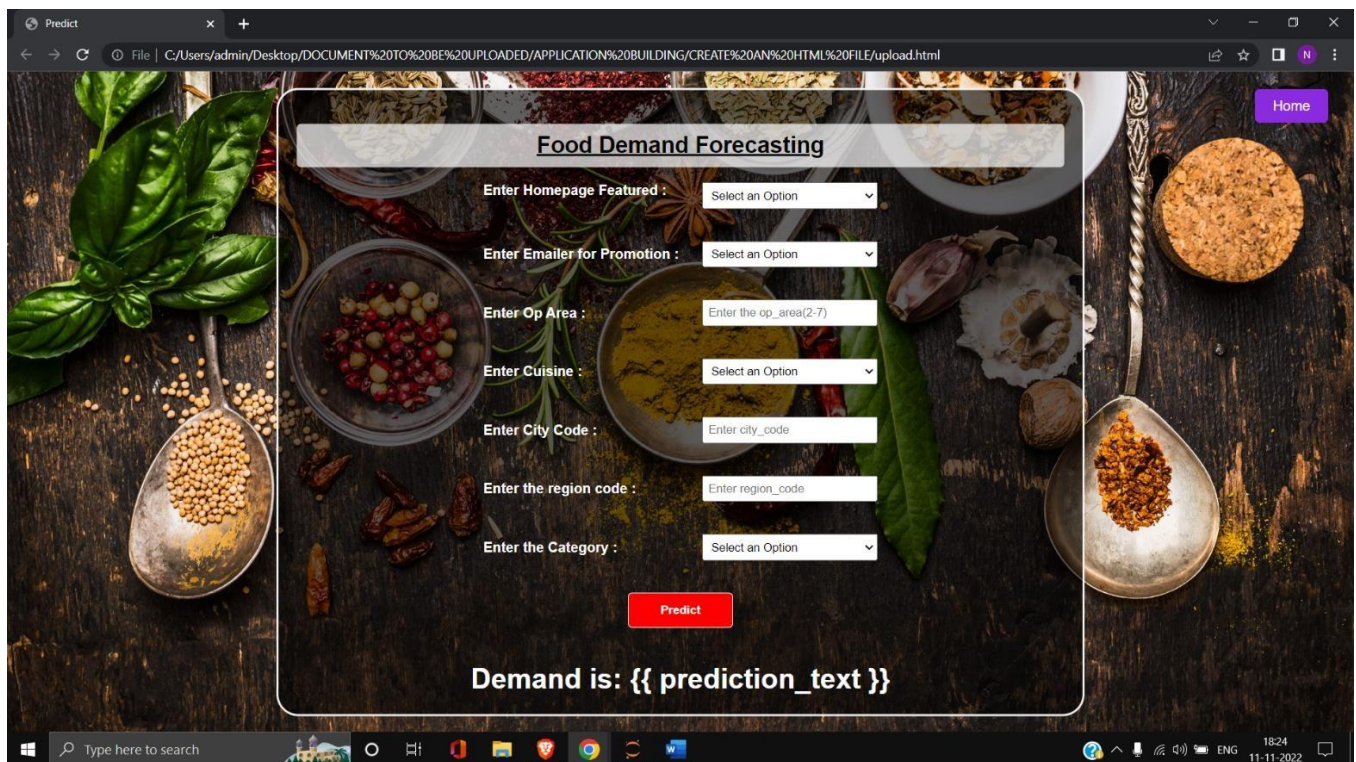 Predict
File | C:/Users/admin/Desktop/DOCUMENT%20TO%20BE%20UPLOADED/APPLICATION%20BUILDING/CREATE%20AN%20HTML%20FILE/upload.html
N
Home
Food Demand Forecasting
Enter Homepage Featured : Select an Option
Enter Emailer for Promotion : Select an Option
Enter Op Area : Enter the op_area(2-7)
Enter Cuisine : Select an Option
Enter City Code : Enter city_code
Enter the region code : Enter region_code
Enter the Category : Select an Option
Predict
Demand is: {{ prediction_text }}
Type here to search
ENG
18:24
11-11-2022